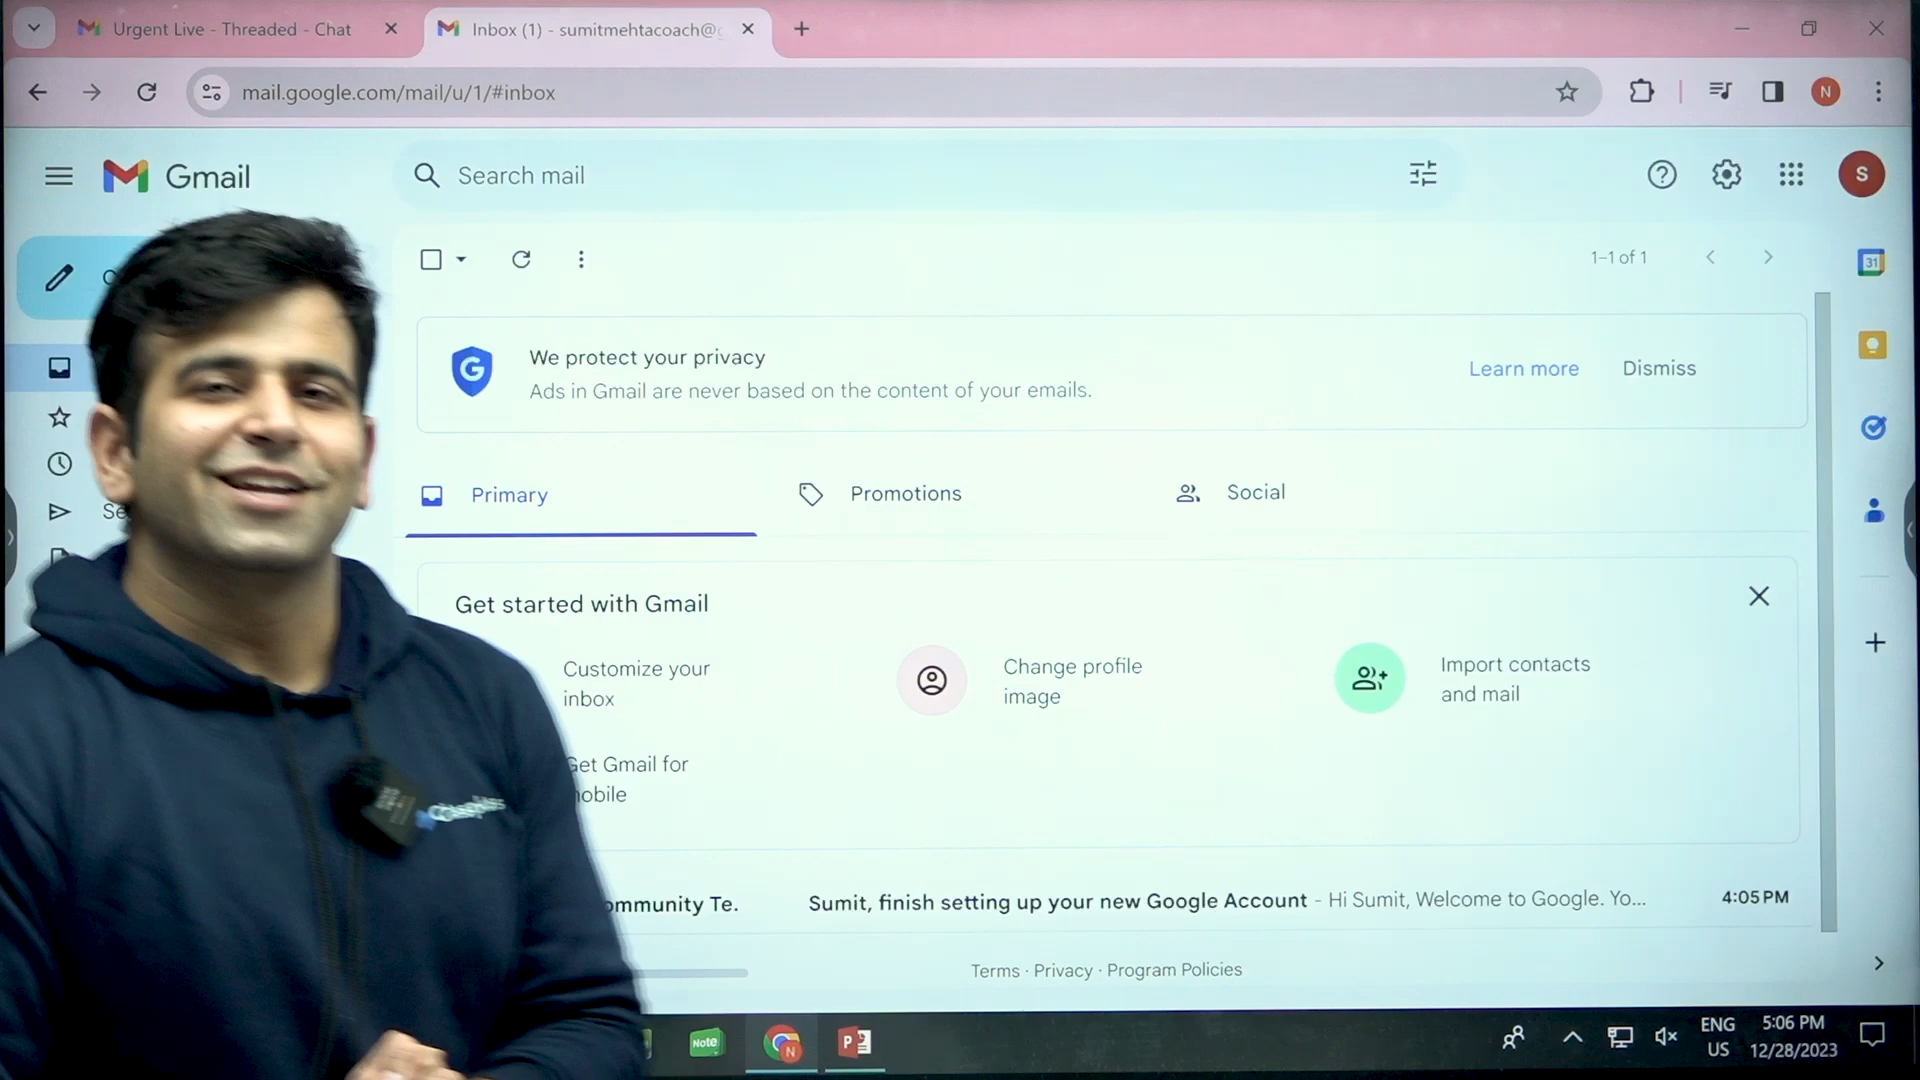 Urgent Live - Threaded - Chat
Inbox (1) - sumitmehtacoach@g
mail.google.com/mail/u/1/#inbox
N
Gmail
Search mail
S
1–1 of 1
31
G
We protect your privacy
Ads in Gmail are never based on the content of your emails.
Learn more
Dismiss
Primary
Promotions
Social
Get started with Gmail
Customize your
inbox
Change profile
image
Import contacts
and mail
Get Gmail for
mobile
ommunity Te.
Sumit, finish setting up your new Google Account - Hi Sumit, Welcome to Google. Yo...
4:05 PM
Terms · Privacy · Program Policies
Note
N
P
ENG
US
5:06 PM
12/28/2023